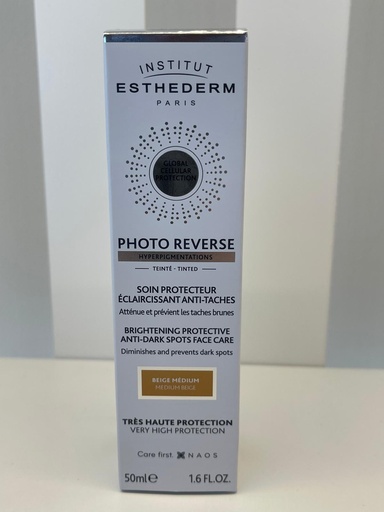 INSTITUT
ESTHEDERM
PARIS
GLOBAL
CELLULAR
PROTECTION
PHOTO REVERSE
HYPERPIGMENTATIONS
TEINTÉ - TINTED
SOIN PROTECTEUR
ÉCLAIRCISSANT ANTI-TACHES
Atténue et prévient les taches brunes
BRIGHTENING PROTECTIVE
ANTI-DARK SPOTS FACE CARE
Diminishes and prevents dark spots
BEIGE MÉDIUM
MEDIUM BEIGE
TRÈS HAUTE PROTECTION
VERY HIGH PROTECTION
Care first. NAOS
50ml℮ 1.6 FL.OZ.